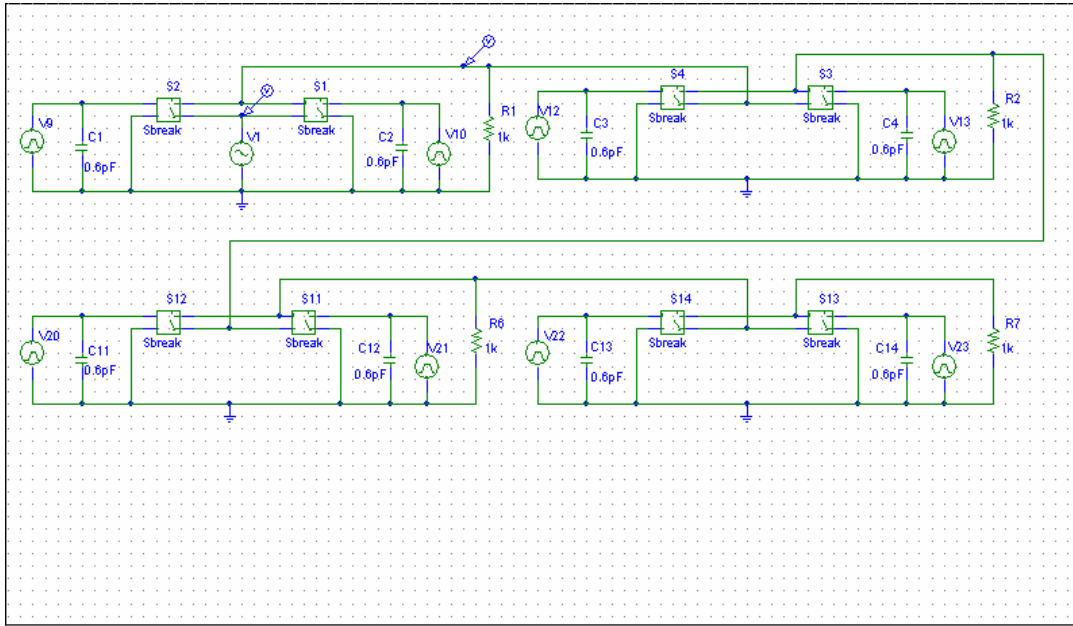 V
S2
S1
V
S4
S3
V9
C1
0.6pF
Sbreak
V1
Sbreak
C2
0.6pF
V10
R1
1k
V12
C3
0.6pF
Sbreak
Sbreak
C4
0.6pF
V13
R2
1k
S12
S11
S14
S13
V20
C11
0.6pF
Sbreak
Sbreak
C12
0.6pF
V21
R6
1k
V22
C13
0.6pF
Sbreak
Sbreak
C14
0.6pF
V23
R7
1k